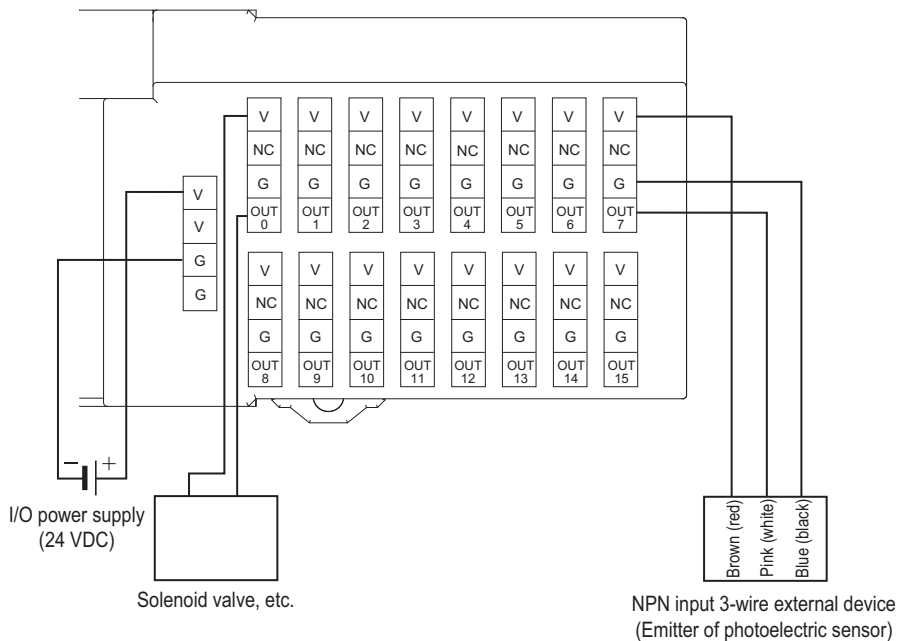 V V V V V V V V
NC NC NC NC NC NC NC NC
G G G G G G G G
OUT 0 OUT 1 OUT 2 OUT 3 OUT 4 OUT 5 OUT 6 OUT 7
V
V
G
G
V V V V V V V V
NC NC NC NC NC NC NC NC
G G G G G G G G
OUT 8 OUT 9 OUT 10 OUT 11 OUT 12 OUT 13 OUT 14 OUT 15
− +
I/O power supply
(24 VDC)
Solenoid valve, etc.
Brown (red)
Pink (white)
Blue (black)
NPN input 3-wire external device
(Emitter of photoelectric sensor)